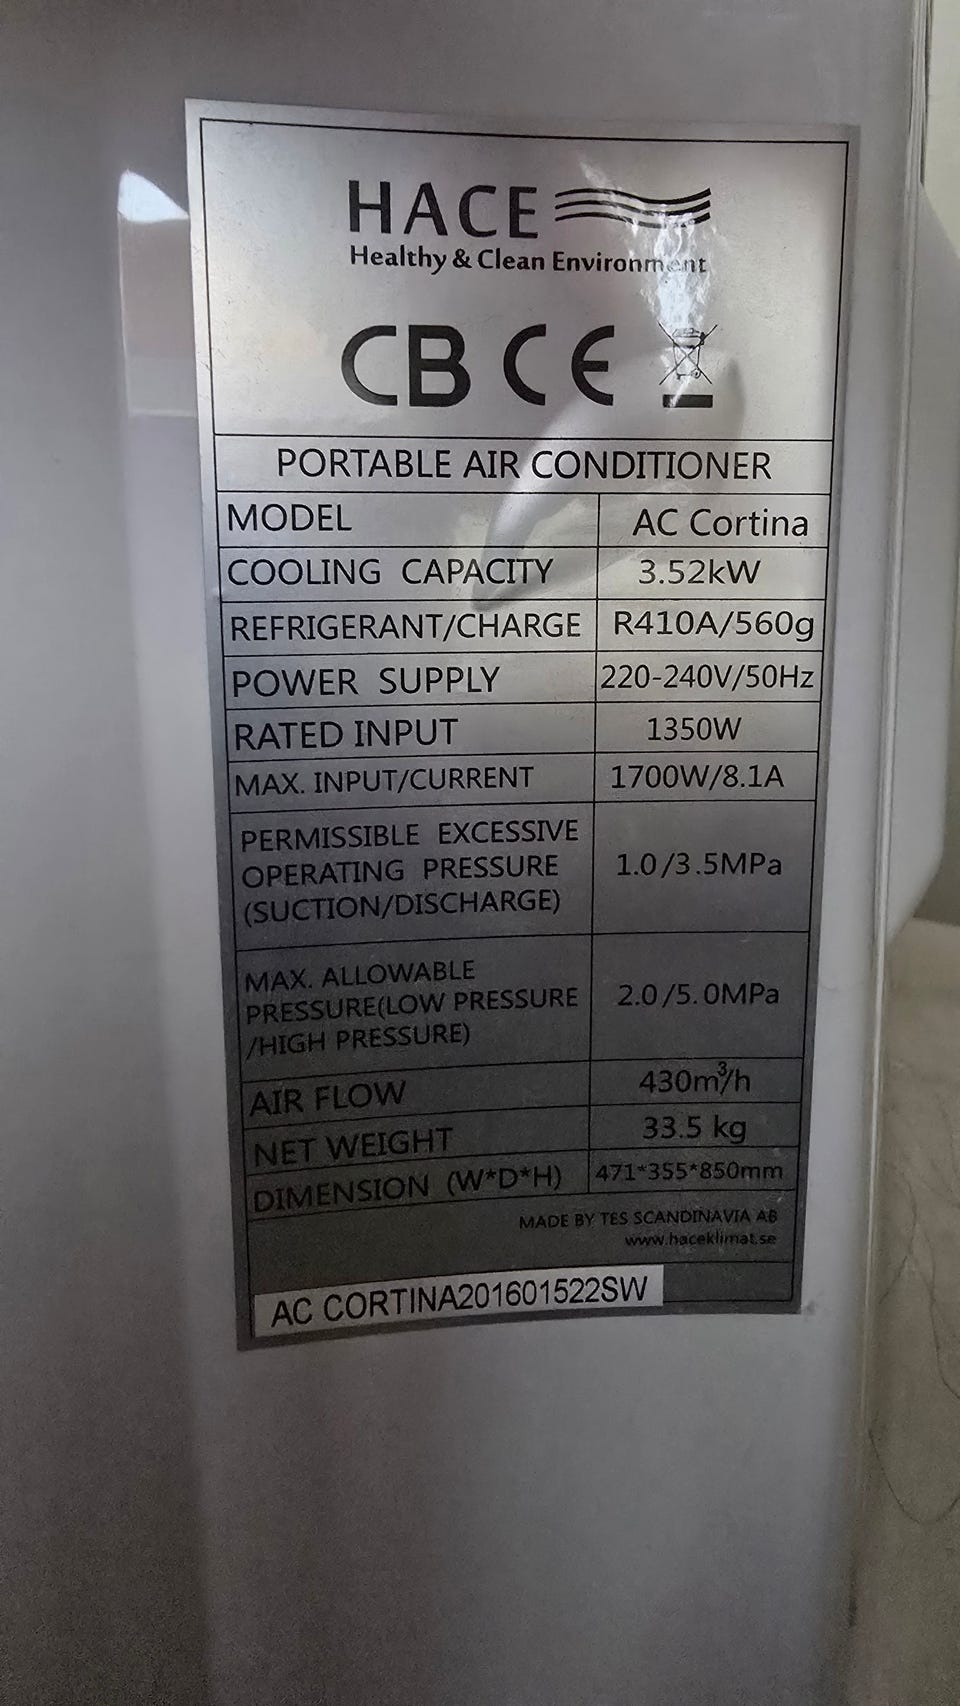 HACE
Healthy & Clean Environment
CB CE
PORTABLE AIR CONDITIONER
MODEL AC Cortina
COOLING CAPACITY 3.52kW
REFRIGERANT/CHARGE R410A/560g
POWER SUPPLY 220-240V/50Hz
RATED INPUT 1350W
MAX. INPUT/CURRENT 1700W/8.1A
PERMISSIBLE EXCESSIVE
OPERATING PRESSURE 1.0/3.5MPa
(SUCTION/DISCHARGE)
MAX. ALLOWABLE
PRESSURE(LOW PRESSURE 2.0/5.0MPa
/HIGH PRESSURE)
AIR FLOW 430m³/h
NET WEIGHT 33.5 kg
DIMENSION (W*D*H) 471*355*850mm
MADE BY TES SCANDINAVIA AB
www.haceklimat.se
AC CORTINA201601522SW